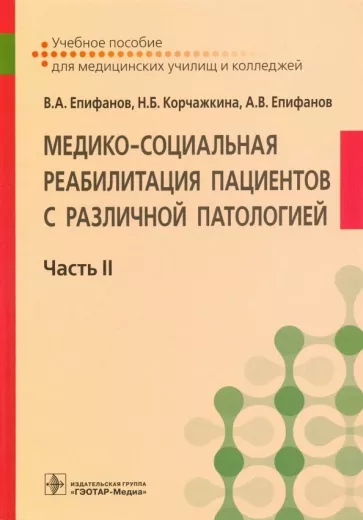 Учебное пособие
для медицинских училищ и колледжей
В.А. Епифанов, Н.Б. Корчажкина, А.В. Епифанов
МЕДИКО-СОЦИАЛЬНАЯ
РЕАБИЛИТАЦИЯ ПАЦИЕНТОВ
С РАЗЛИЧНОЙ ПАТОЛОГИЕЙ
Часть II
ИЗДАТЕЛЬСКАЯ ГРУППА
«ГЭОТАР-Медиа»